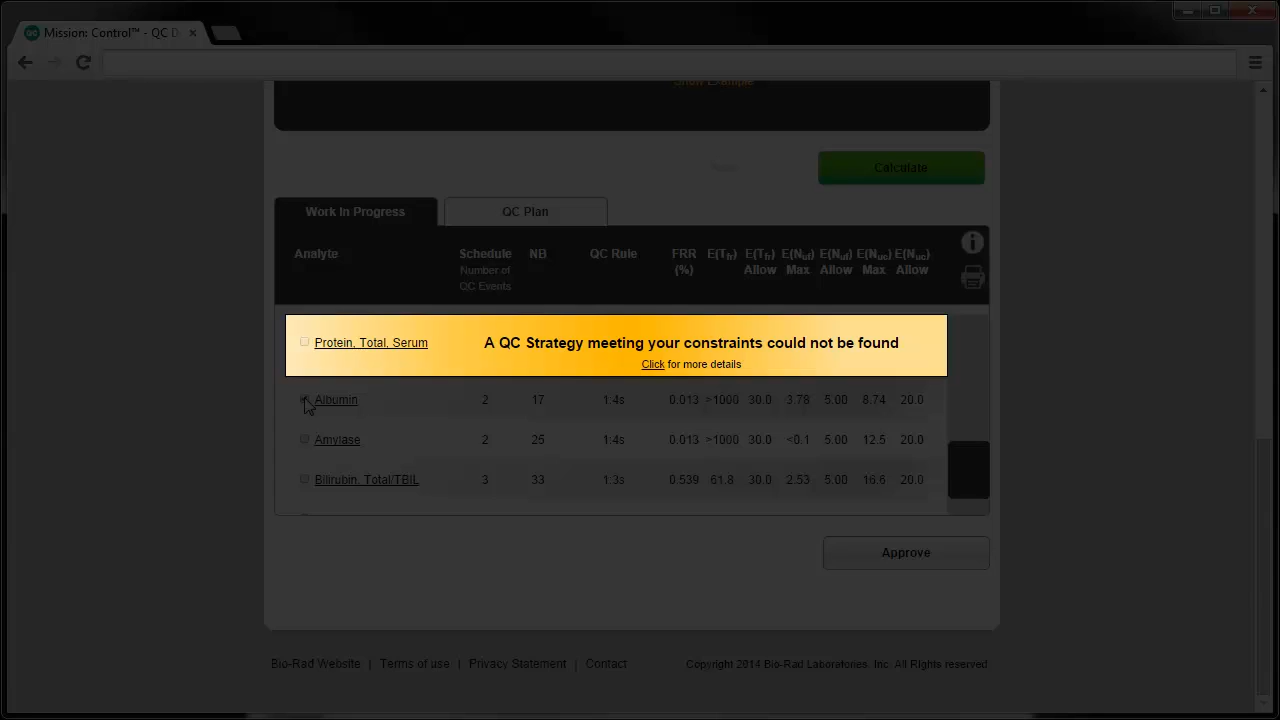 Mission: Control™ - QC D
Show Example
Calculate
Work In Progress
QC Plan
Analyte Schedule NB QC Rule FRR E(Tfr) E(Tfr) E(Nuf) E(Nuf) E(Nuc) E(Nuc)
Number of (%) Allow Max Allow Max Allow
QC Events
Protein, Total, Serum A QC Strategy meeting your constraints could not be found
Click for more details
Albumin 2 17 1:4s 0.013 >1000 30.0 3.78 5.00 8.74 20.0
Amylase 2 25 1:4s 0.013 >1000 30.0 <0.1 5.00 12.5 20.0
Bilirubin, Total/TBIL 3 33 1:3s 0.539 61.8 30.0 2.53 5.00 16.6 20.0
Approve
Bio-Rad Website | Terms of use | Privacy Statement | Contact Copyright 2014 Bio-Rad Laboratories, Inc. All Rights reserved